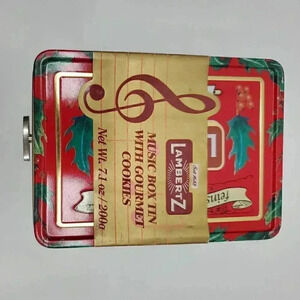 LAMBERTZ
MUSIC BOX TIN
WITH GOURMET
COOKIES
Net Wt. 7.1 oz / 200g